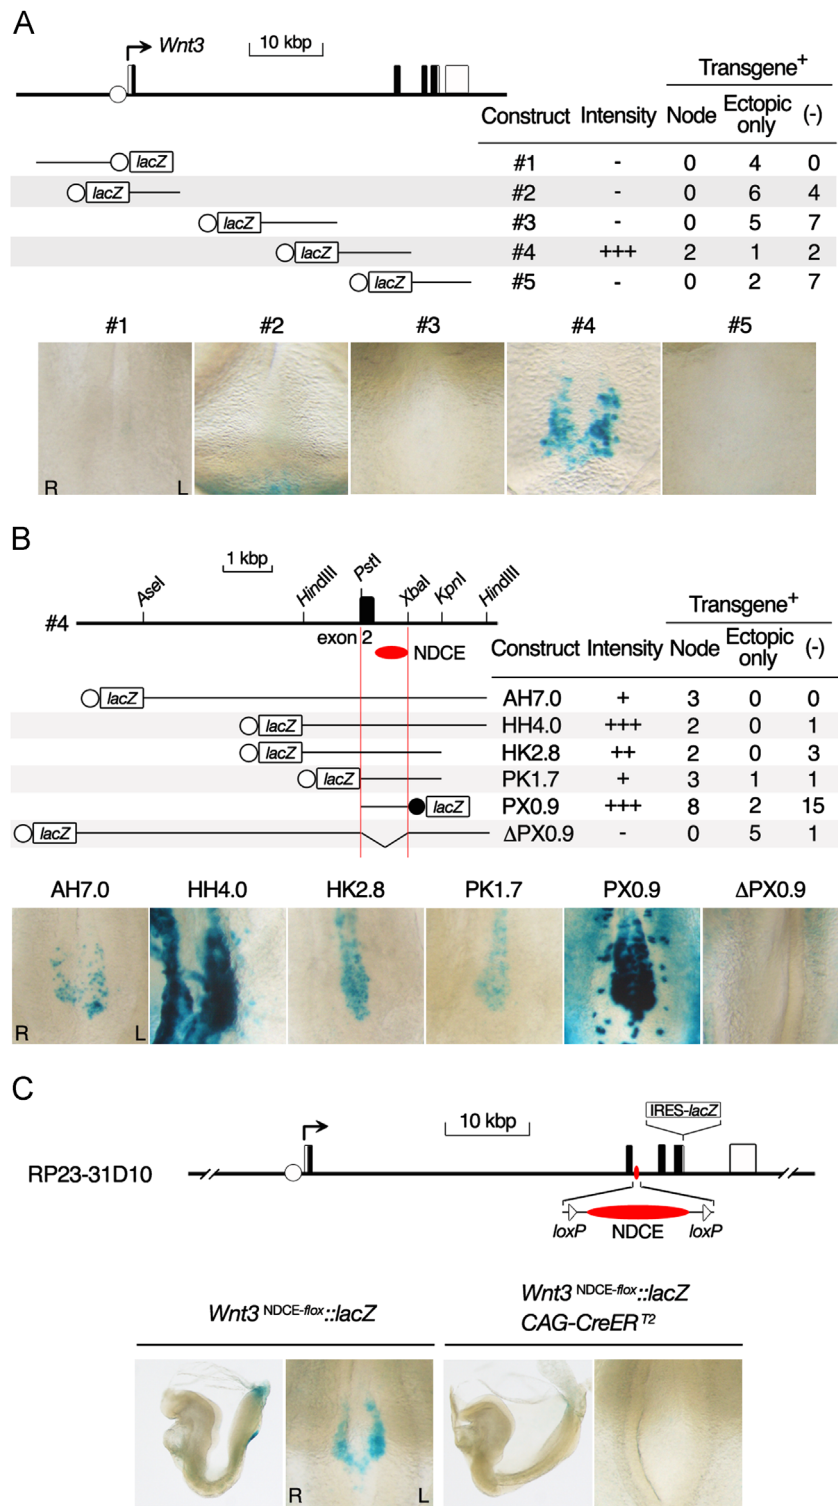 A
Wnt3
10 kbp
Transgene+
Construct Intensity Node Ectopic only (-)
lacZ #1 - 0 4 0
lacZ #2 - 0 6 4
lacZ #3 - 0 5 7
lacZ #4 +++ 2 1 2
lacZ #5 - 0 2 7
#1 #2 #3 #4 #5
R L
B
1 kbp
AseI HindIII PstI XbaI KpnI HindIII
#4
exon 2
NDCE
Transgene+
Construct Intensity Node Ectopic only (-)
lacZ AH7.0 + 3 0 0
lacZ HH4.0 +++ 2 0 1
lacZ HK2.8 ++ 2 0 3
lacZ PK1.7 + 3 1 1
lacZ PX0.9 +++ 8 2 15
lacZ ΔPX0.9 - 0 5 1
AH7.0 HH4.0 HK2.8 PK1.7 PX0.9 ΔPX0.9
R L
C
10 kbp
IRES-lacZ
RP23-31D10
loxP NDCE loxP
Wnt3 NDCE-flox::lacZ
Wnt3 NDCE-flox::lacZ
CAG-CreER T2
R L